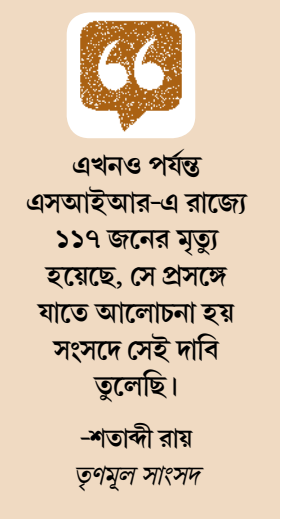 এখনও পর্যন্ত
এসআইআর-এ রাজ্যে
১১৭ জনের মৃত্যু
হয়েছে, সে প্রসঙ্গে
যাতে আলোচনা হয়
সংসদে সেই দাবি
তুলেছি।
-শতাব্দী রায়
তৃণমূল সাংসদ